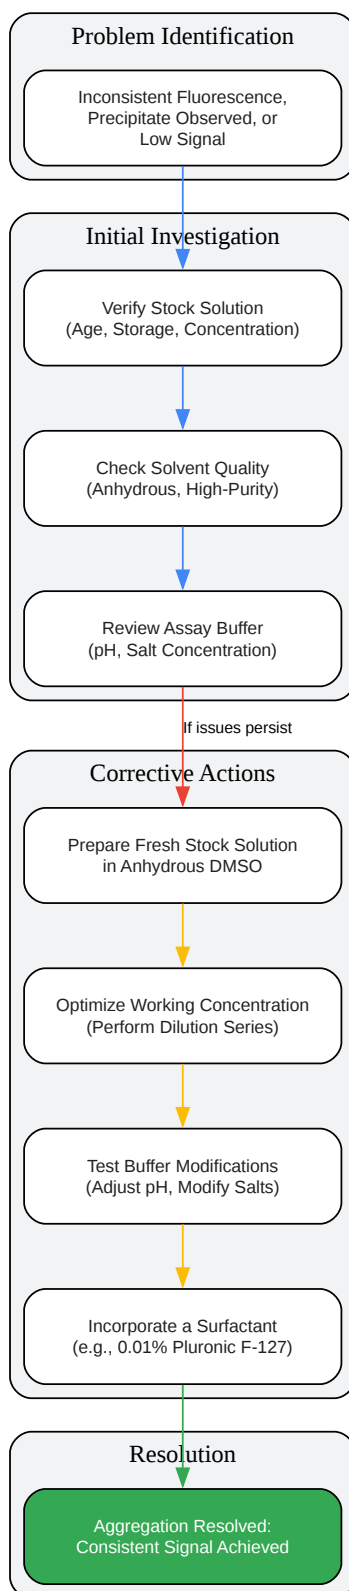 Problem Identification
Inconsistent Fluorescence,
Precipitate Observed, or
Low Signal
Initial Investigation
Verify Stock Solution
(Age, Storage, Concentration)
Check Solvent Quality
(Anhydrous, High-Purity)
Review Assay Buffer
(pH, Salt Concentration)
If issues persist
Corrective Actions
Prepare Fresh Stock Solution
in Anhydrous DMSO
Optimize Working Concentration
(Perform Dilution Series)
Test Buffer Modifications
(Adjust pH, Modify Salts)
Incorporate a Surfactant
(e.g., 0.01% Pluronic F-127)
Resolution
Aggregation Resolved:
Consistent Signal Achieved